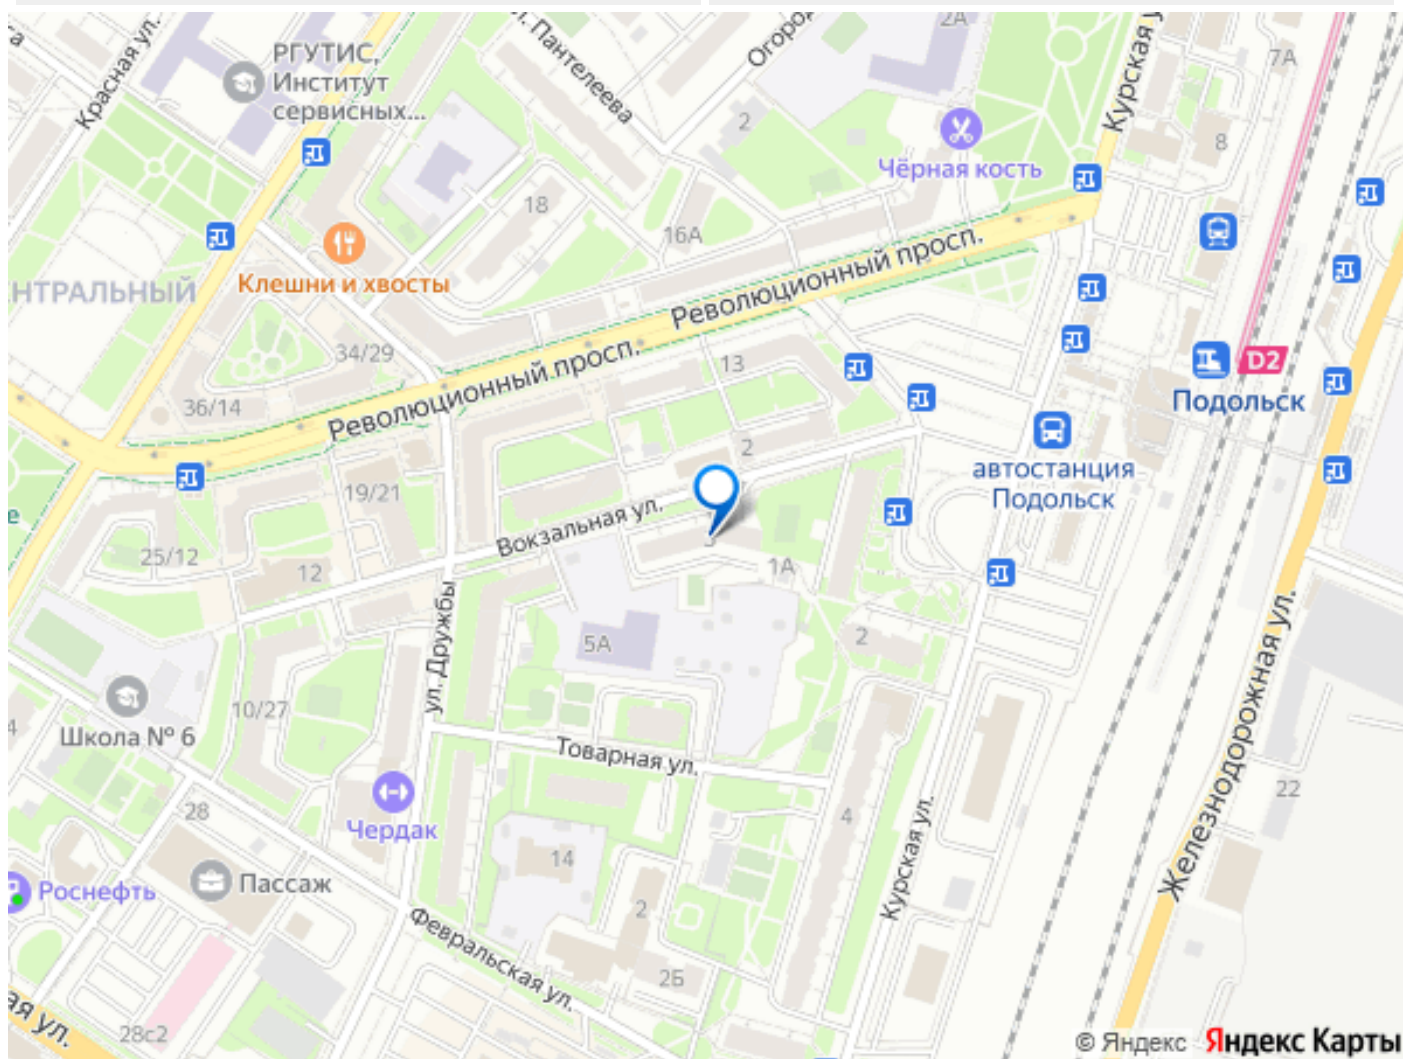 Красная ул.
РГУТИС,
Институт
сервисных...
Пантелеева
Огород
2А
Курская у
7А
8
2
Чёрная кость
18
16А
НТРАЛЬНЫЙ
Клешни и хвосты
Революционный просп.
34/29
13
36/14
Революционный просп.
D2
Подольск
2
автостанция
Подольск
19/21
Вокзальная ул.
25/12
12
1А
ул. Дружбы
5А
2
Железнодорожная ул.
10/27
Школа № 6
4
Товарная ул.
22
28
Чердак
4
Курская ул.
14
Роснефть
Пассаж
2
Февральская ул.
2Б
ая ул.
28с2
© Яндекс Яндекс Карты